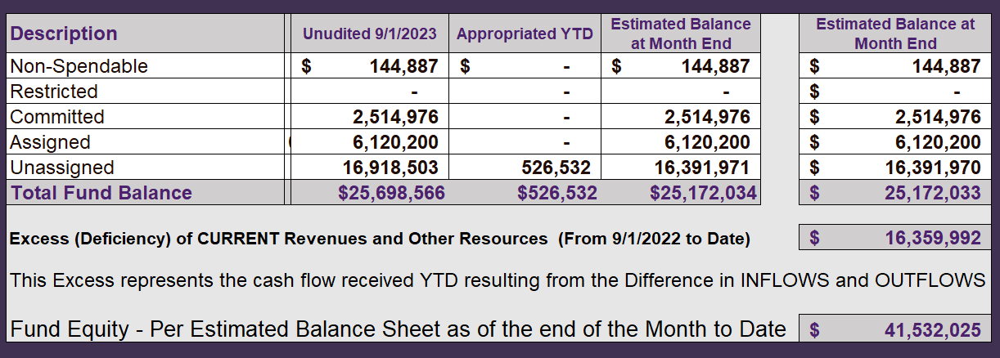 Description Unudited 9/1/2023 Appropriated YTD Estimated Balance at Month End Estimated Balance at Month End
Non-Spendable $ 144,887 $ - $ 144,887 $ 144,887
Restricted - - - $ -
Committed 2,514,976 - 2,514,976 $ 2,514,976
Assigned ( 6,120,200 - 6,120,200 $ 6,120,200
Unassigned 16,918,503 526,532 16,391,971 $ 16,391,970
Total Fund Balance $25,698,566 $526,532 $25,172,034 $ 25,172,033
Excess (Deficiency) of CURRENT Revenues and Other Resources (From 9/1/2022 to Date) $ 16,359,992
This Excess represents the cash flow received YTD resulting from the Difference in INFLOWS and OUTFLOWS
Fund Equity - Per Estimated Balance Sheet as of the end of the Month to Date $ 41,532,025